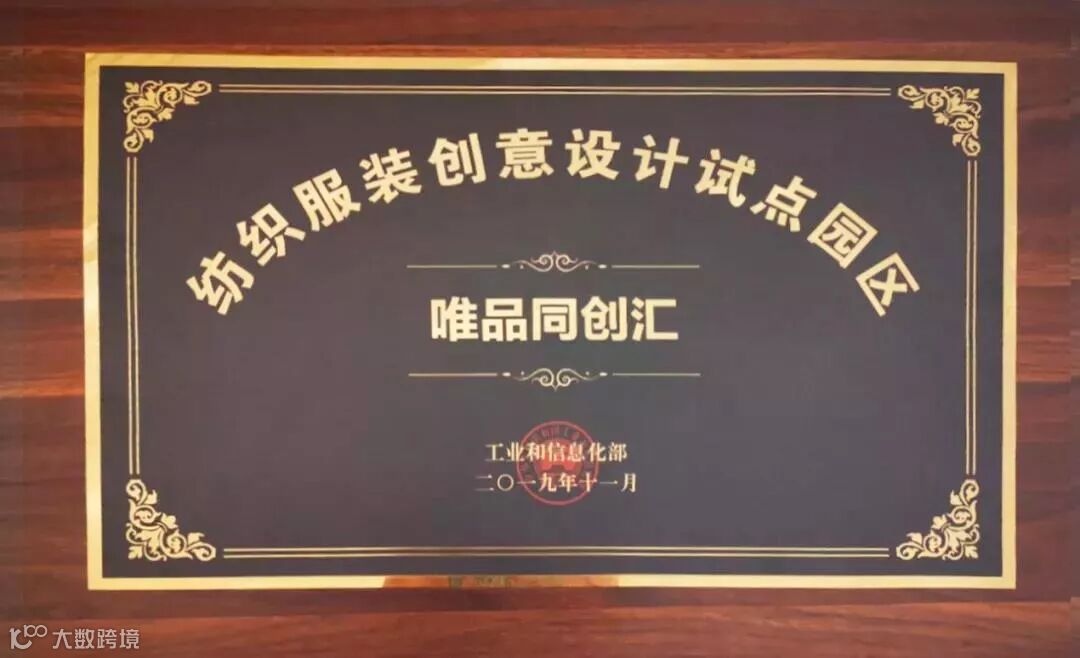 纺织服装创意设计试点园区
唯品同创汇
工业和信息化部
二〇一九年十一月
大数跨境